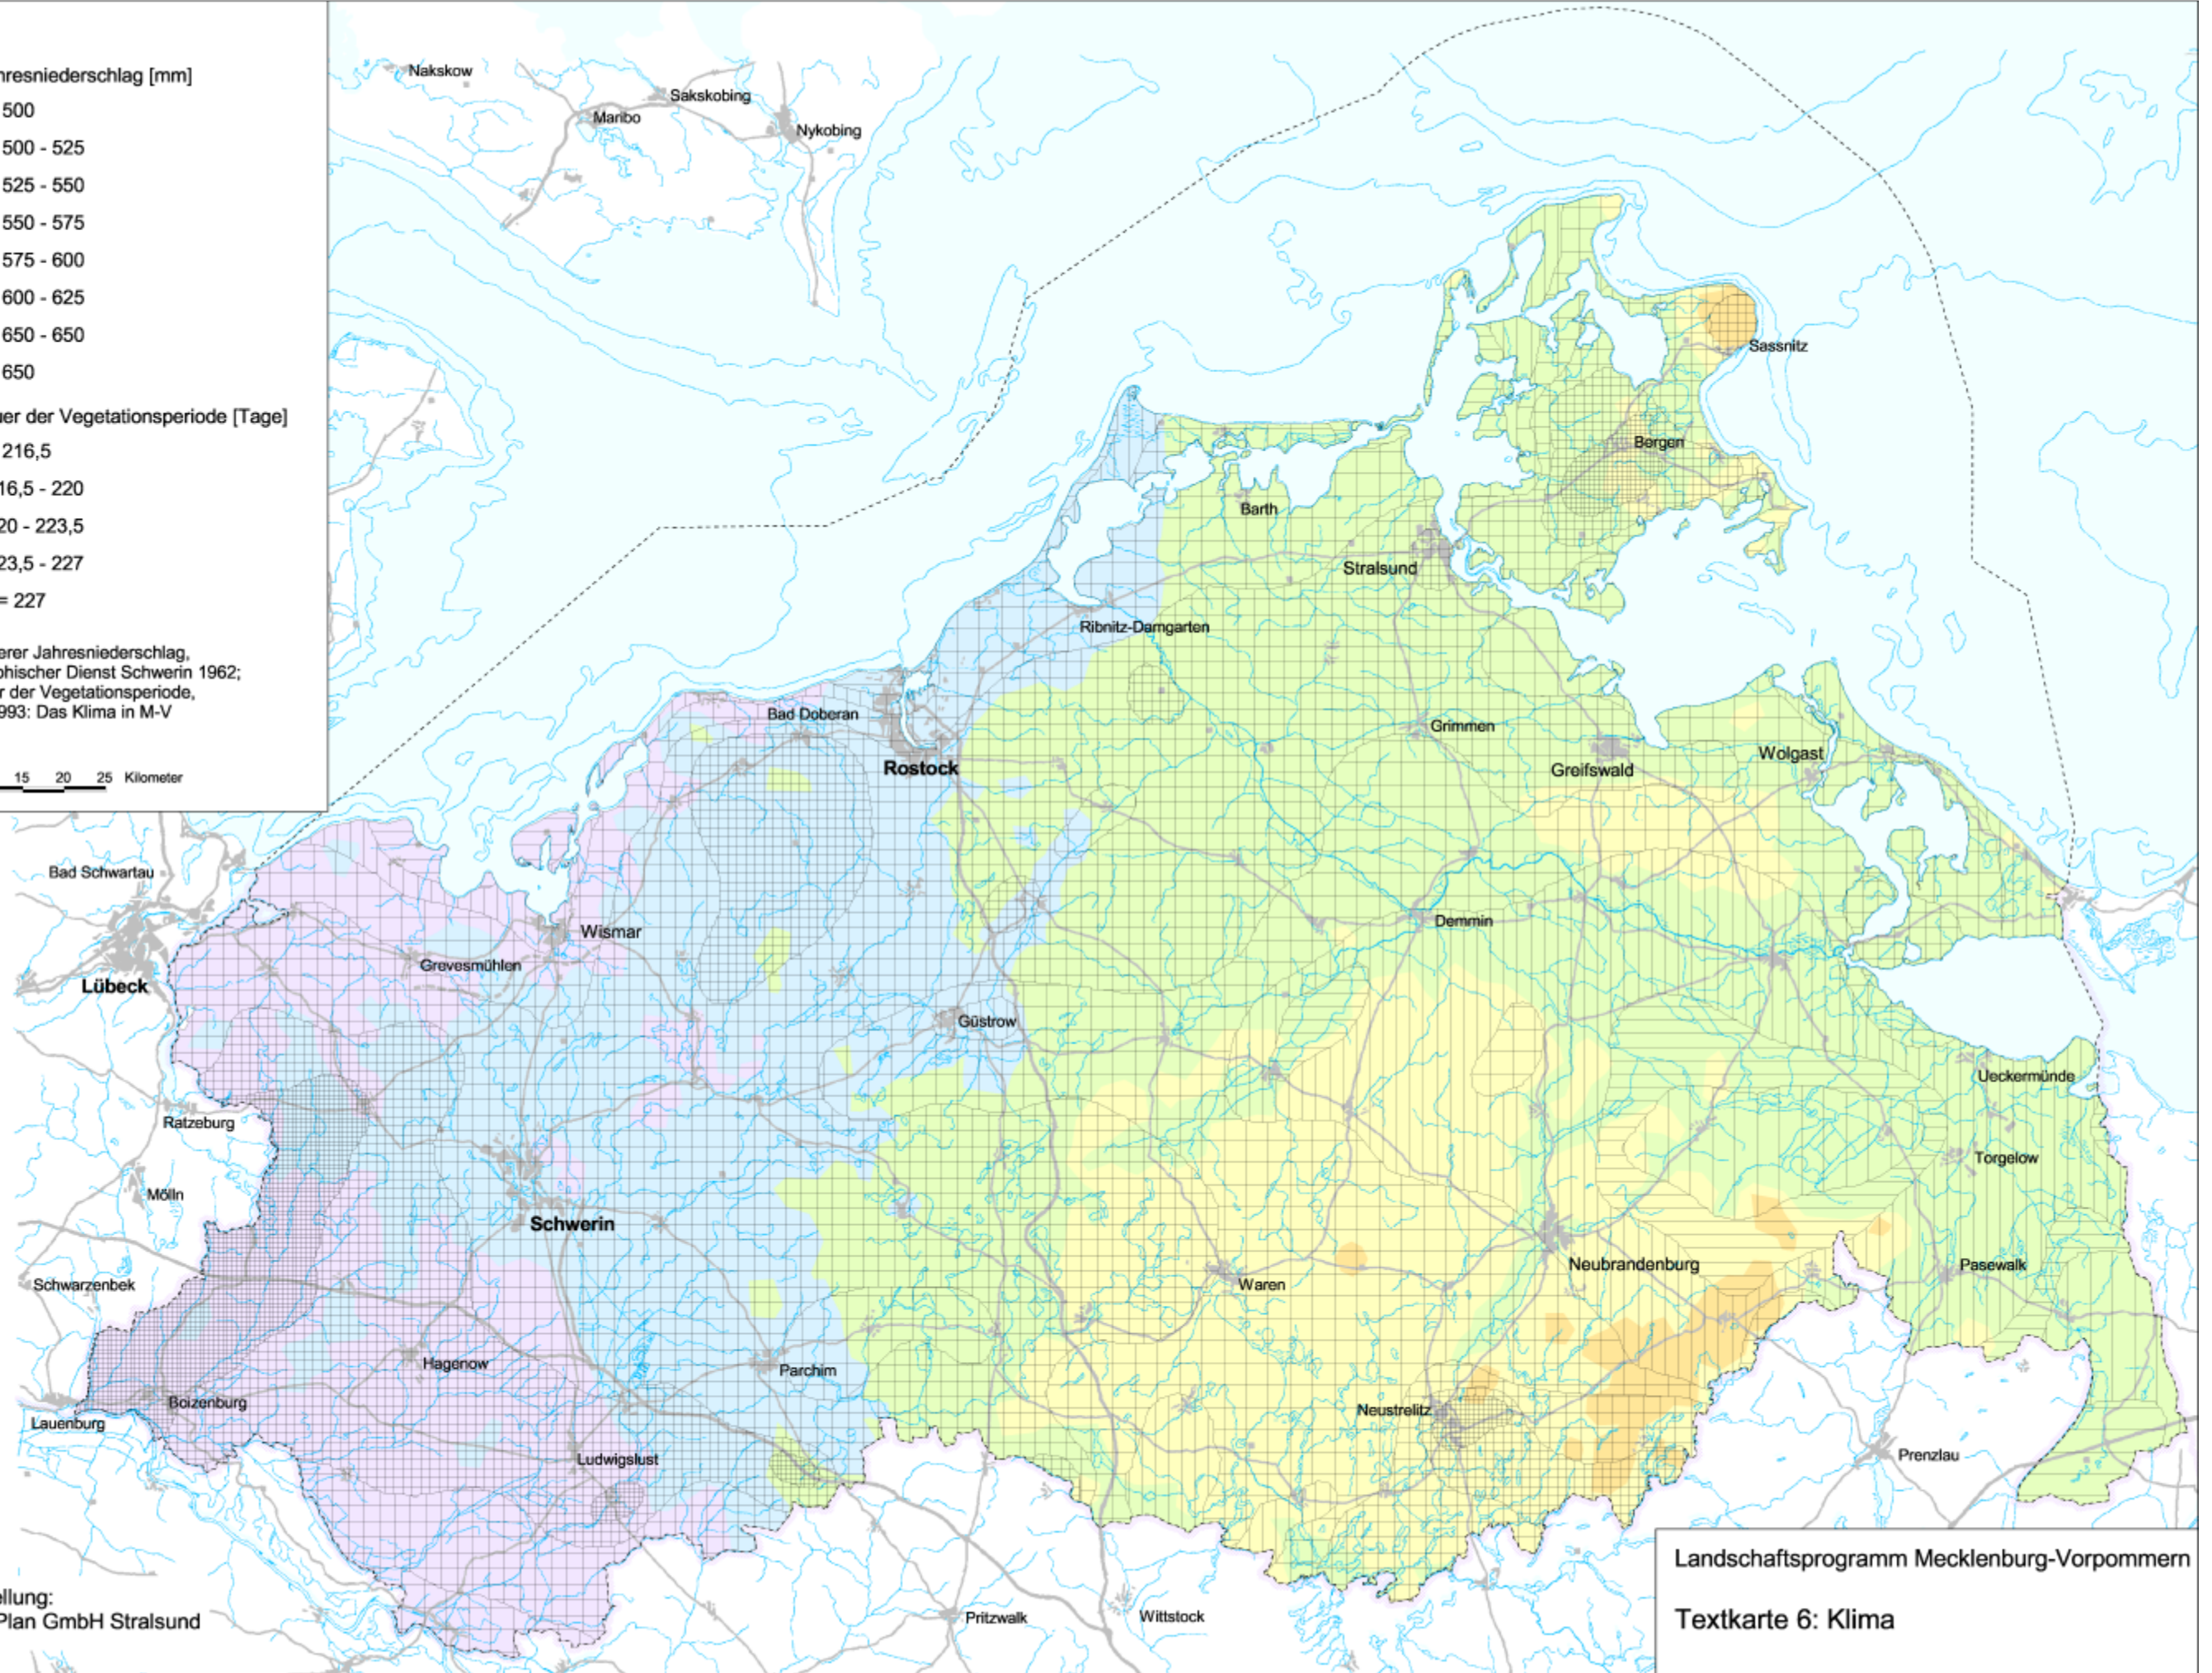 hresniederschlag [mm]
500
500 - 525
525 - 550
550 - 575
575 - 600
600 - 625
650 - 650
650
uer der Vegetationsperiode [Tage]
216,5
16,5 - 220
20 - 223,5
23,5 - 227
= 227
erer Jahresniederschlag,
phischer Dienst Schwerin 1962;
r der Vegetationsperiode,
993: Das Klima in M-V
15 20 25 Kilometer
Nakskow
Sakskobing
Maribo
Nykobing
Sassnitz
Bergen
Barth
Stralsund
Ribnitz-Damgarten
Bad Doberan
Grimmen
Rostock
Greifswald
Wolgast
Bad Schwartau
Wismar
Demmin
Grevesmühlen
Lübeck
Güstrow
Ueckermünde
Ratzeburg
Torgelow
Mölln
Schwerin
Neubrandenburg
Pasewalk
Schwarzenbek
Waren
Hagenow
Parchim
Boizenburg
Neustrelitz
Lauenburg
Ludwigslust
Prenzlau
Pritzwalk
Wittstock
ellung:
Plan GmbH Stralsund
Landschaftsprogramm Mecklenburg-Vorpommern
Textkarte 6: Klima